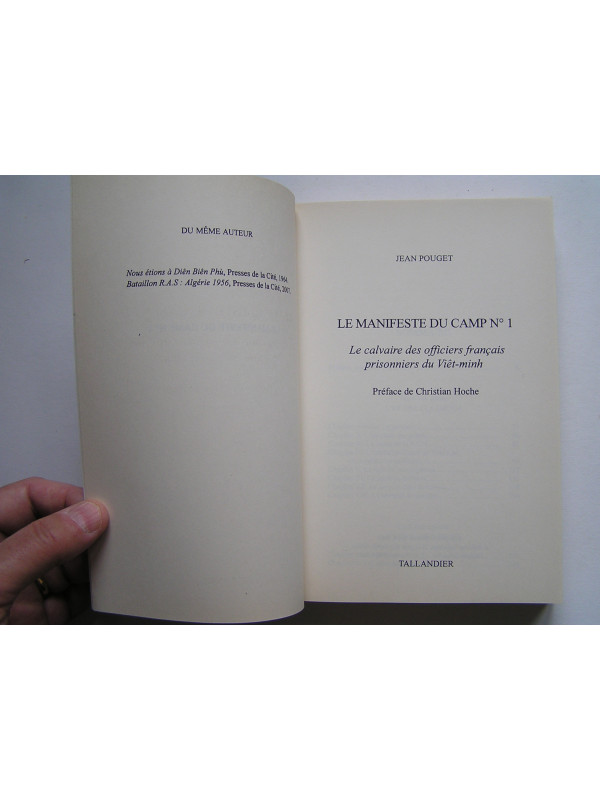 DU MÊME AUTEUR
Nous étions à Diên Biên Phù, Presses de la Cité, 1964.
Bataillon R.A.S : Algérie 1956, Presses de la Cité, 2007.
JEAN POUGET
LE MANIFESTE DU CAMP N° 1
Le calvaire des officiers français
prisonniers du Viêt-minh
Préface de Christian Hoche
TALLANDIER